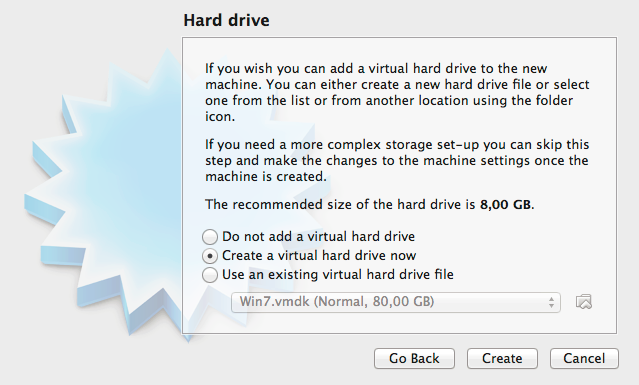 Hard drive
If you wish you can add a virtual hard drive to the new
machine. You can either create a new hard drive file or select
one from the list or from another location using the folder
icon.
If you need a more complex storage set-up you can skip this
step and make the changes to the machine settings once the
machine is created.
The recommended size of the hard drive is 8,00 GB.
Do not add a virtual hard drive
Create a virtual hard drive now
Use an existing virtual hard drive file
Win7.vmdk (Normal, 80,00 GB)
Go Back Create Cancel